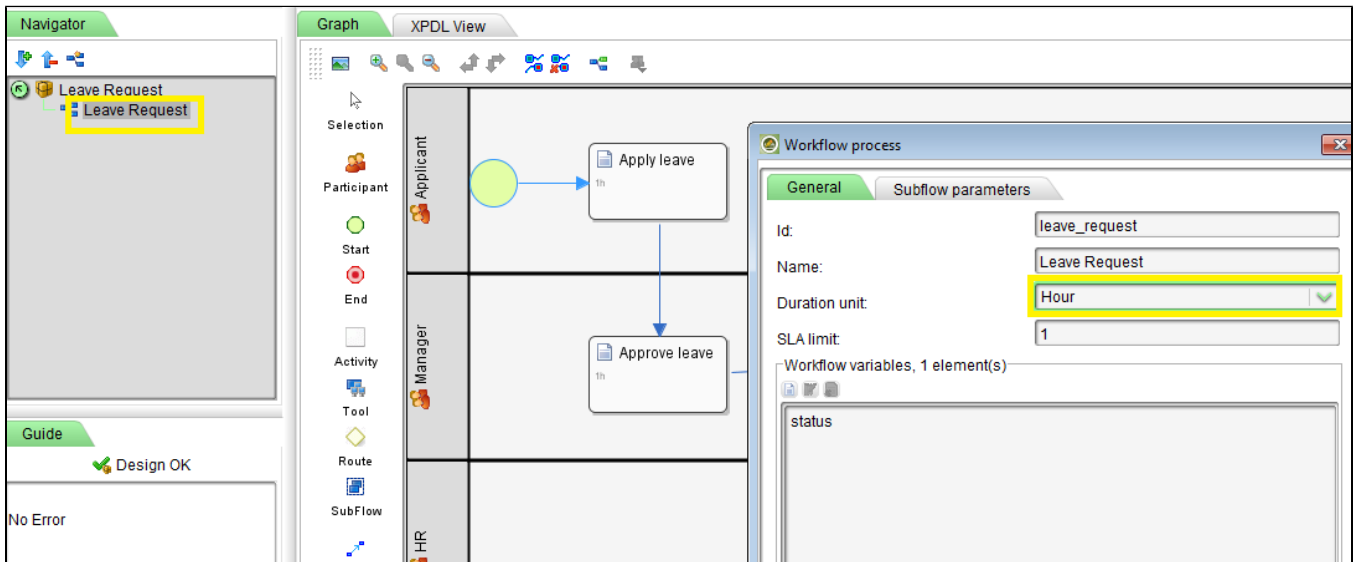 Navigator
Leave Request
Leave Request
Guide
Design OK
No Error
Graph
XPDL View
Selection
Participant
Start
End
Activity
Tool
Route
SubFlow
Applicant
Manager
HR
Apply leave
1h
Approve leave
1h
Workflow process
General
Subflow parameters
Id:
leave_request
Name:
Leave Request
Duration unit:
Hour
SLA limit:
1
Workflow variables, 1 element(s)
status